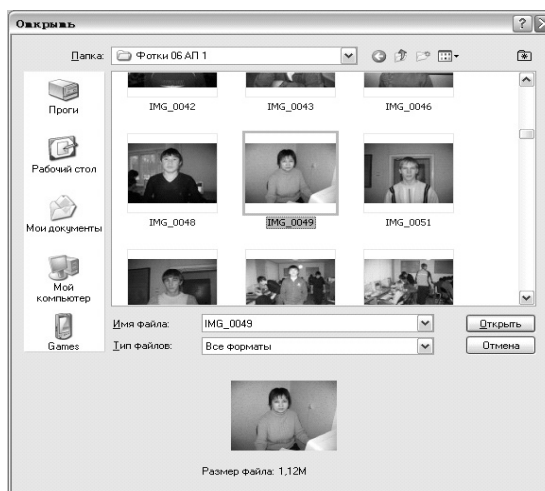 Открыть
Папка: Фотки 06 АП 1
IMG_0042 IMG_0043 IMG_0046
Проги
Рабочий стол
IMG_0048 IMG_0049 IMG_0051
Мои документы
Мой
компьютер
Games
Имя файла: IMG_0049 Открыть
Тип файлов: Все форматы Отмена
Размер файла: 1,12M